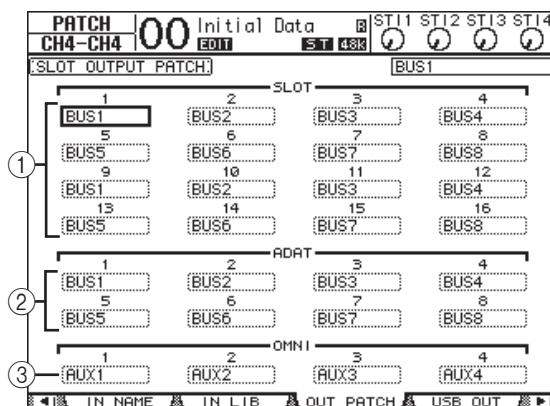 PATCH
CH4-CH4
00 Initial Data R
EDIT ST 48K
STI1 STI2 STI3 STI4
SLOT OUTPUT PATCH BUS1
SLOT
1 2 3 4
BUS1 BUS2 BUS3 BUS4
5 6 7 8
BUS5 BUS6 BUS7 BUS8
1
9 10 11 12
BUS1 BUS2 BUS3 BUS4
13 14 15 16
BUS5 BUS6 BUS7 BUS8
ADAT
1 2 3 4
BUS1 BUS2 BUS3 BUS4
2
5 6 7 8
BUS5 BUS6 BUS7 BUS8
OMNI
1 2 3 4
3 AUX1 AUX2 AUX3 AUX4
IN NAME IN LIB OUT PATCH USB OUT